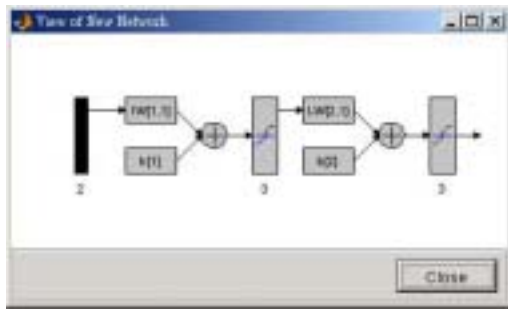 View of New Network
IW{1,1}
LW{2,1}
b{1}
b{2}
2
3
3
Close